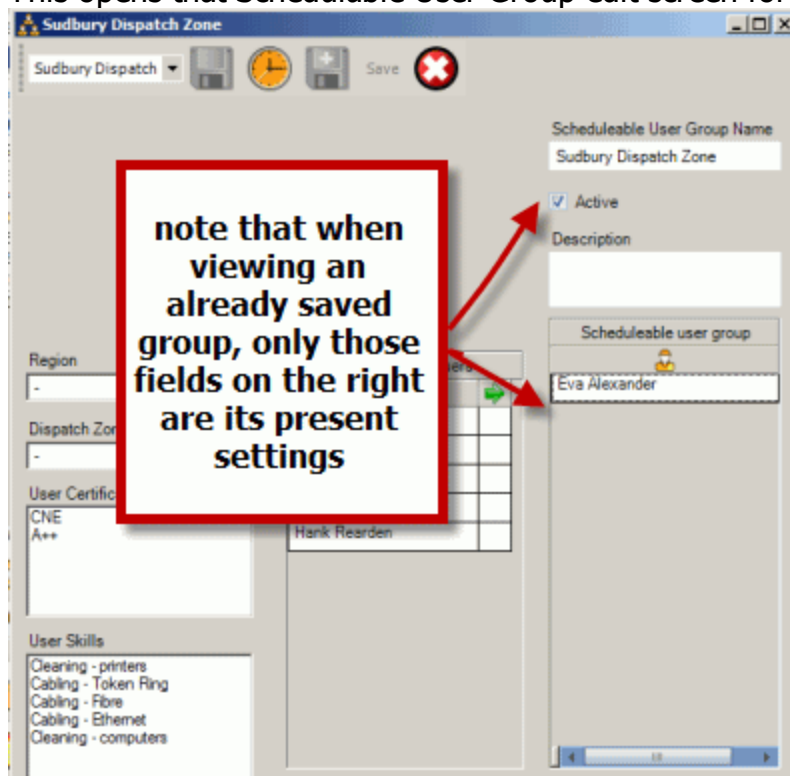 This opens that Scheduable User Group edit screen for
Sudbury Dispatch Zone
Sudbury Dispatch
Save
Scheduleable User Group Name
Sudbury Dispatch Zone
Active
Description
note that when
viewing an
already saved
group, only those
fields on the right
are its present
settings
Scheduleable user group
Eva Alexander
Region
-
Dispatch Zon
-
User Certific
CNE
A++
Hank Rearden
User Skills
Cleaning - printers
Cabling - Token Ring
Cabling - Fibre
Cabling - Ethernet
Cleaning - computers